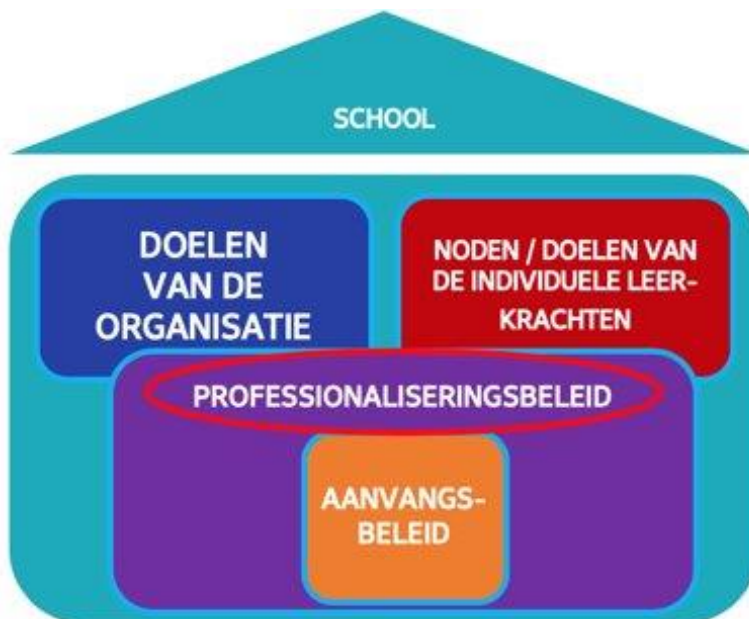 SCHOOL
DOELEN
VAN DE
ORGANISATIE
NODEN / DOELEN VAN
DE INDIVIDUELE LEER-
KRACHTEN
PROFESSIONALISERINGSBELEID
AANVANGS-
BELEID